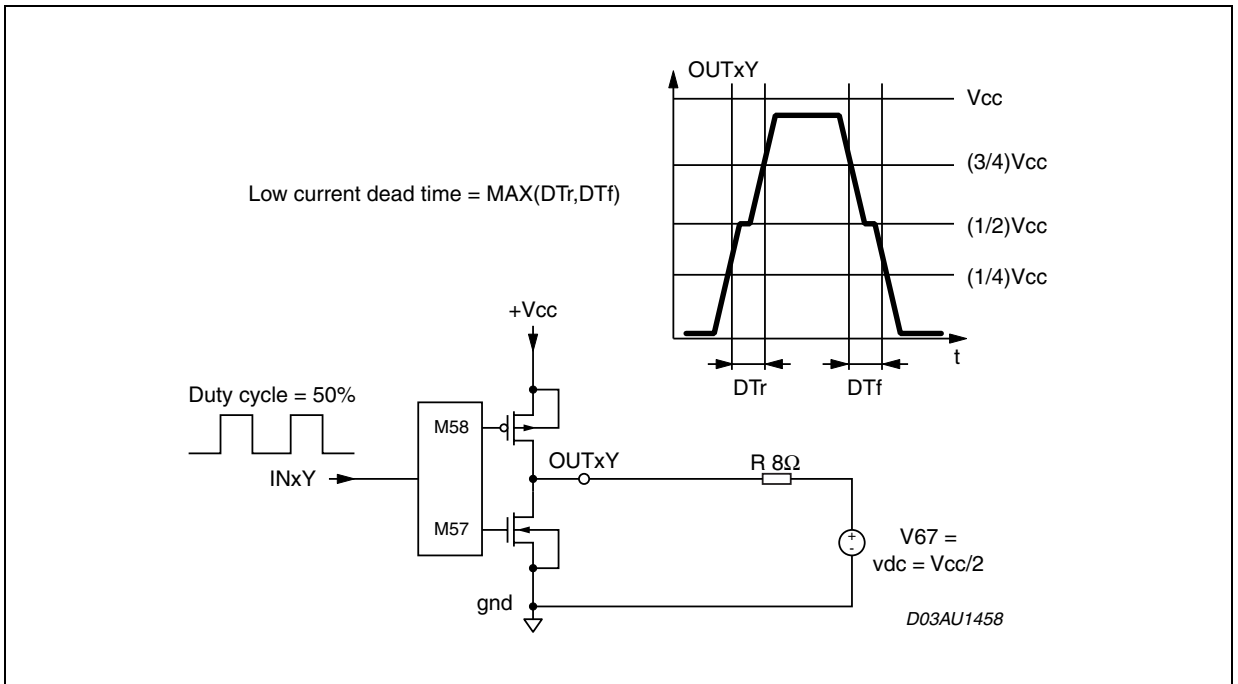 OUTxY
Vcc
(3/4)Vcc
Low current dead time = MAX(DTr,DTf)
(1/2)Vcc
(1/4)Vcc
+Vcc
t
DTr
DTf
Duty cycle = 50%
M58
OUTxY
R 8Ω
INxY
M57
+
-
V67 =
vdc = Vcc/2
gnd
D03AU1458